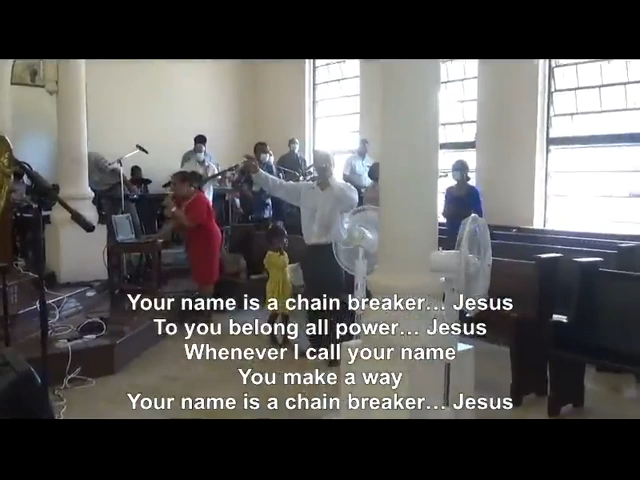 Your name is a chain breaker… Jesus
To you belong all power… Jesus
Whenever I call your name
You make a way
Your name is a chain breaker… Jesus